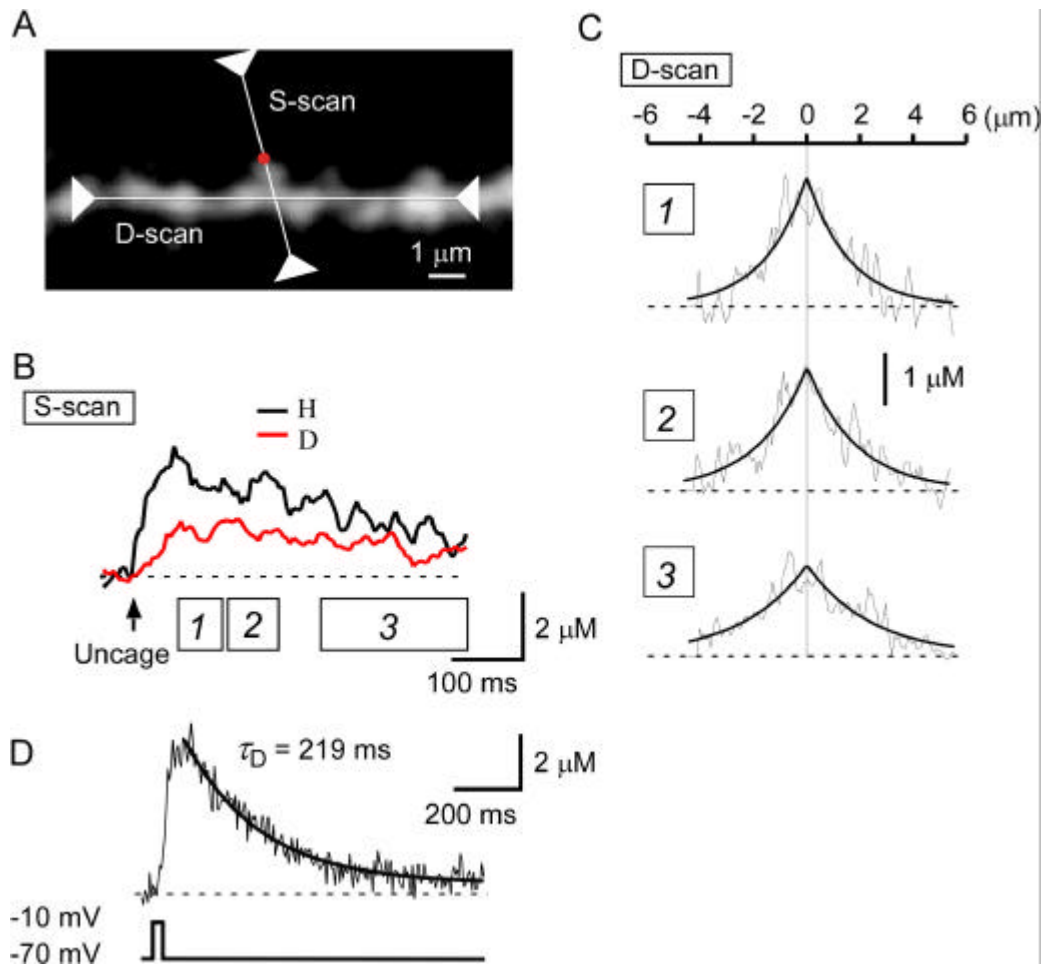 A
S-scan
D-scan
1 μm
B
S-scan
H
D
1
2
3
Uncage
2 μM
100 ms
C
D-scan
-6 -4 -2 0 2 4 6 (μm)
1
1 μM
2
3
D
τD = 219 ms
2 μM
200 ms
-10 mV
-70 mV